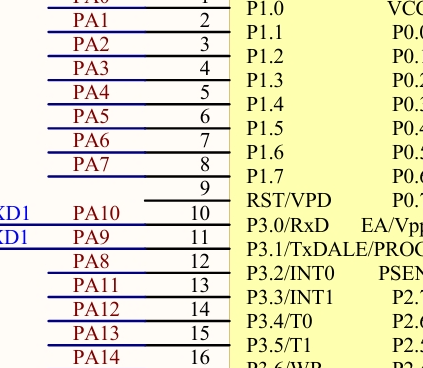 P1.0 VCC
PA1 2 P1.1 P0.0
PA2 3 P1.2 P0.1
PA3 4 P1.3 P0.2
PA4 5 P1.4 P0.3
PA5 6 P1.5 P0.4
PA6 7 P1.6 P0.5
PA7 8 P1.7 P0.6
9 RST/VPD P0.7
XD1 PA10 10 P3.0/RxD EA/Vpp
XD1 PA9 11 P3.1/TxD ALE/PROG
PA8 12 P3.2/INT0 PSEN
PA11 13 P3.3/INT1 P2.7
PA12 14 P3.4/T0 P2.6
PA13 15 P3.5/T1 P2.5
PA14 16 P3.6/WR